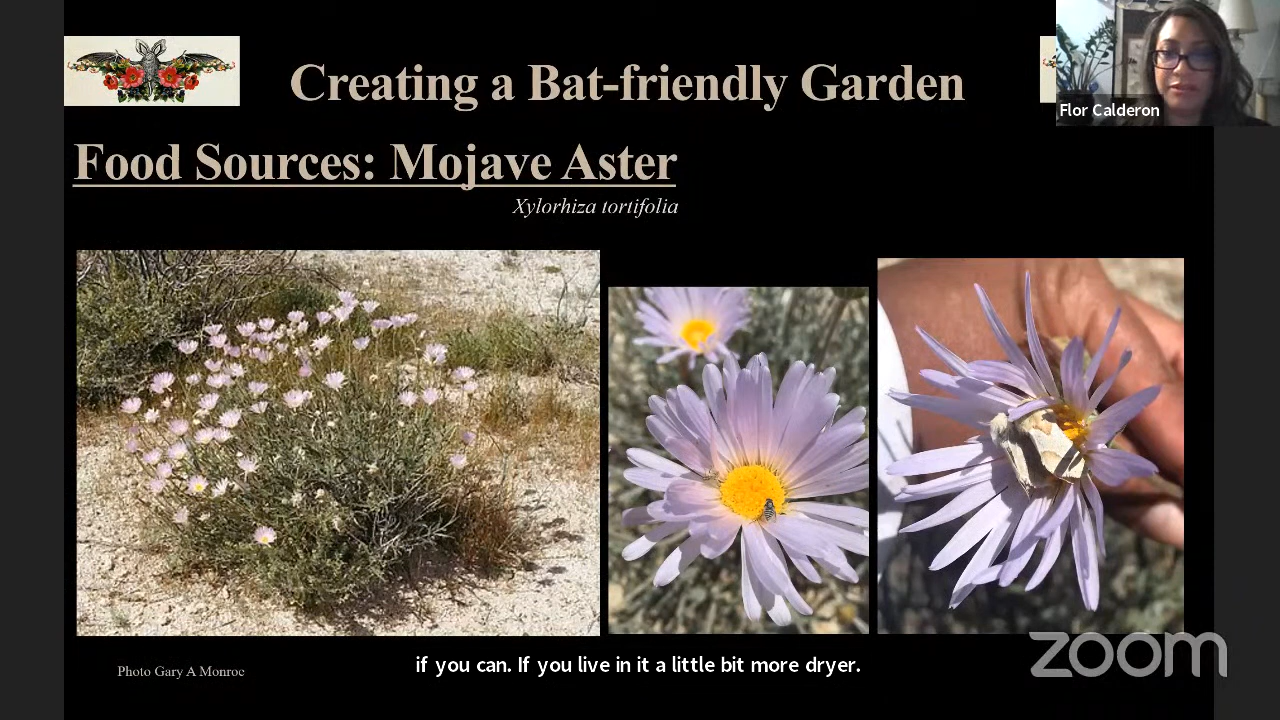 Creating a Bat-friendly Garden
Flor Calderon
Food Sources: Mojave Aster
Xylorhiza tortifolia
Photo Gary A Monroe
if you can. If you live in it a little bit more dryer.
zoom